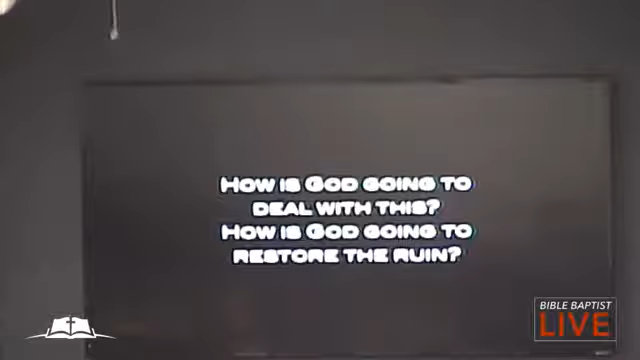 How is God going to
deal with this?
How is God going to
restore the ruin?
BIBLE BAPTIST
LIVE